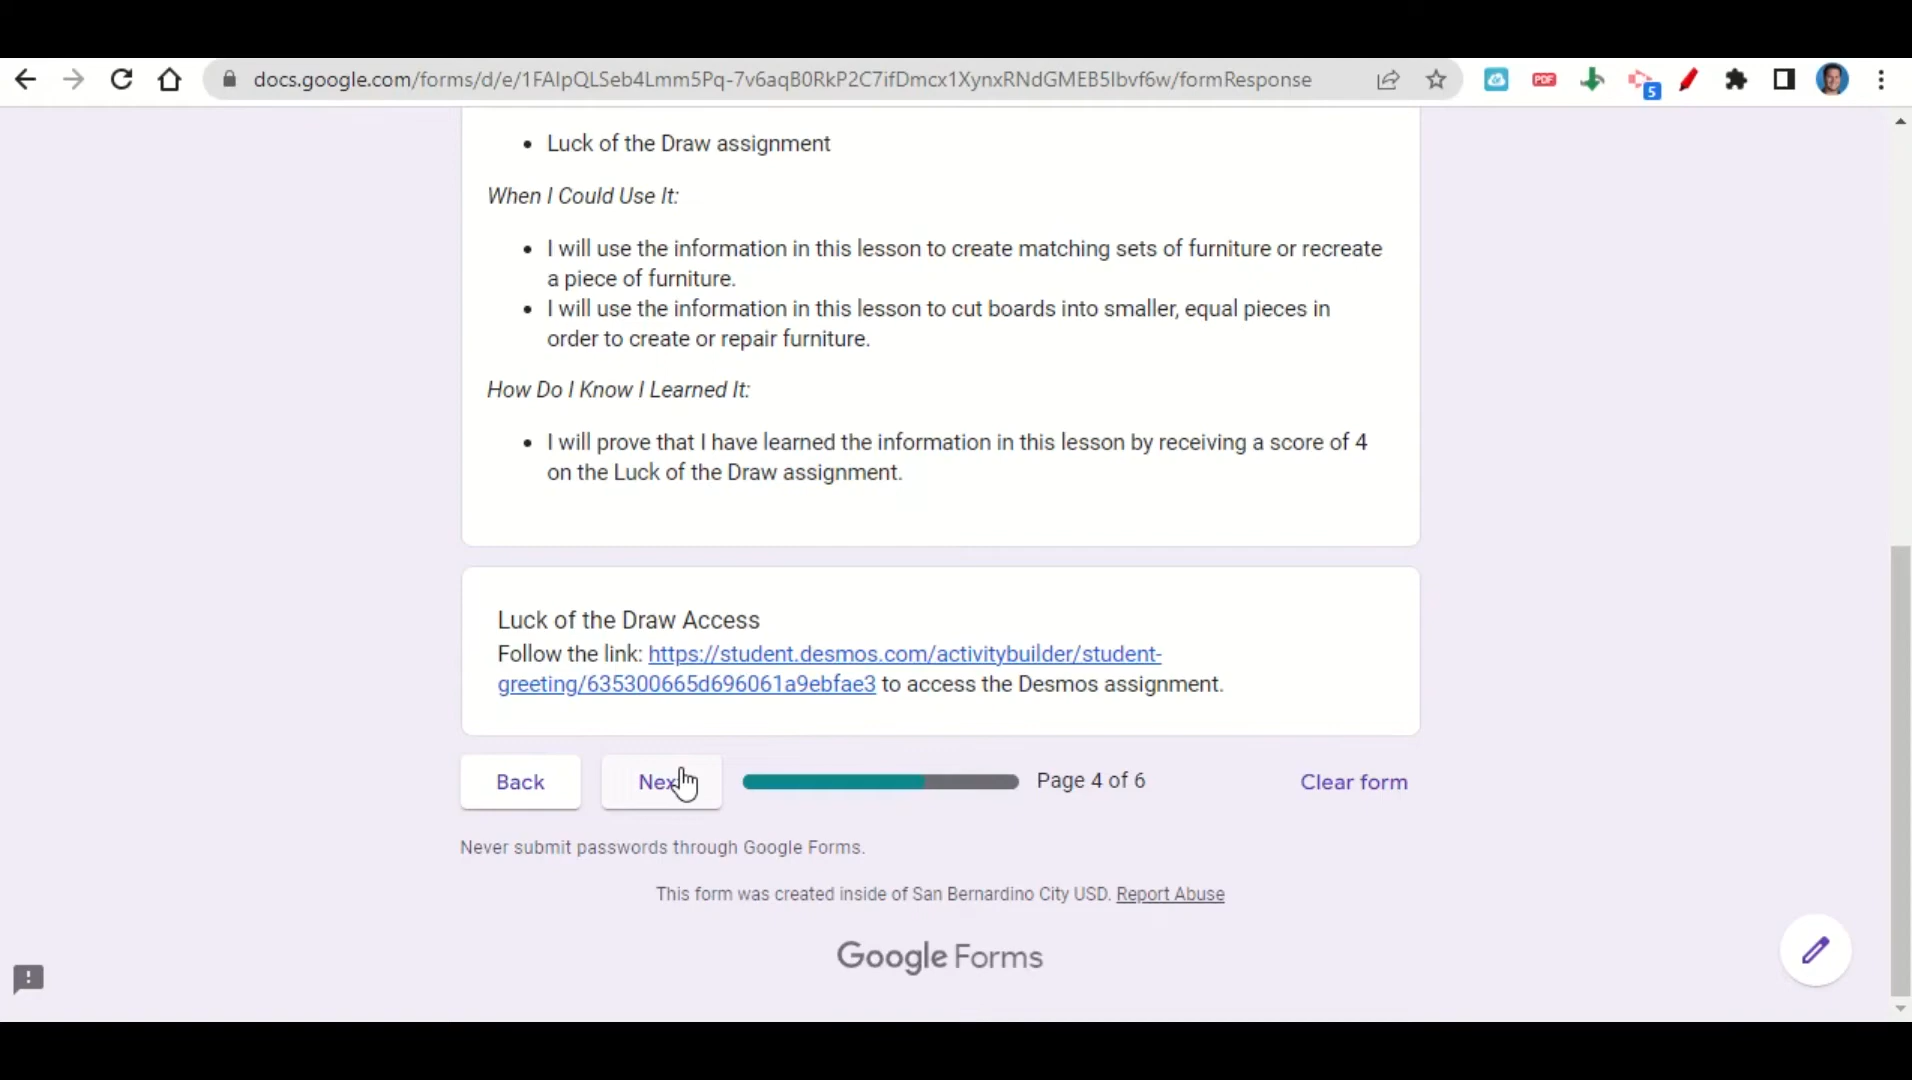 docs.google.com/forms/d/e/1FAIpQLSeb4Lmm5Pq-7v6aqB0RkP2C7ifDmcx1XynxRNdGMEB5Ibvf6w/formResponse
PDF
5
Luck of the Draw assignment
When I Could Use It:
I will use the information in this lesson to create matching sets of furniture or recreate
a piece of furniture.
I will use the information in this lesson to cut boards into smaller, equal pieces in
order to create or repair furniture.
How Do I Know I Learned It:
I will prove that I have learned the information in this lesson by receiving a score of 4
on the Luck of the Draw assignment.
Luck of the Draw Access
Follow the link: https://student.desmos.com/activitybuilder/student-
greeting/635300665d696061a9ebfae3 to access the Desmos assignment.
Back
Next
Page 4 of 6
Clear form
Never submit passwords through Google Forms.
This form was created inside of San Bernardino City USD. Report Abuse
Google Forms